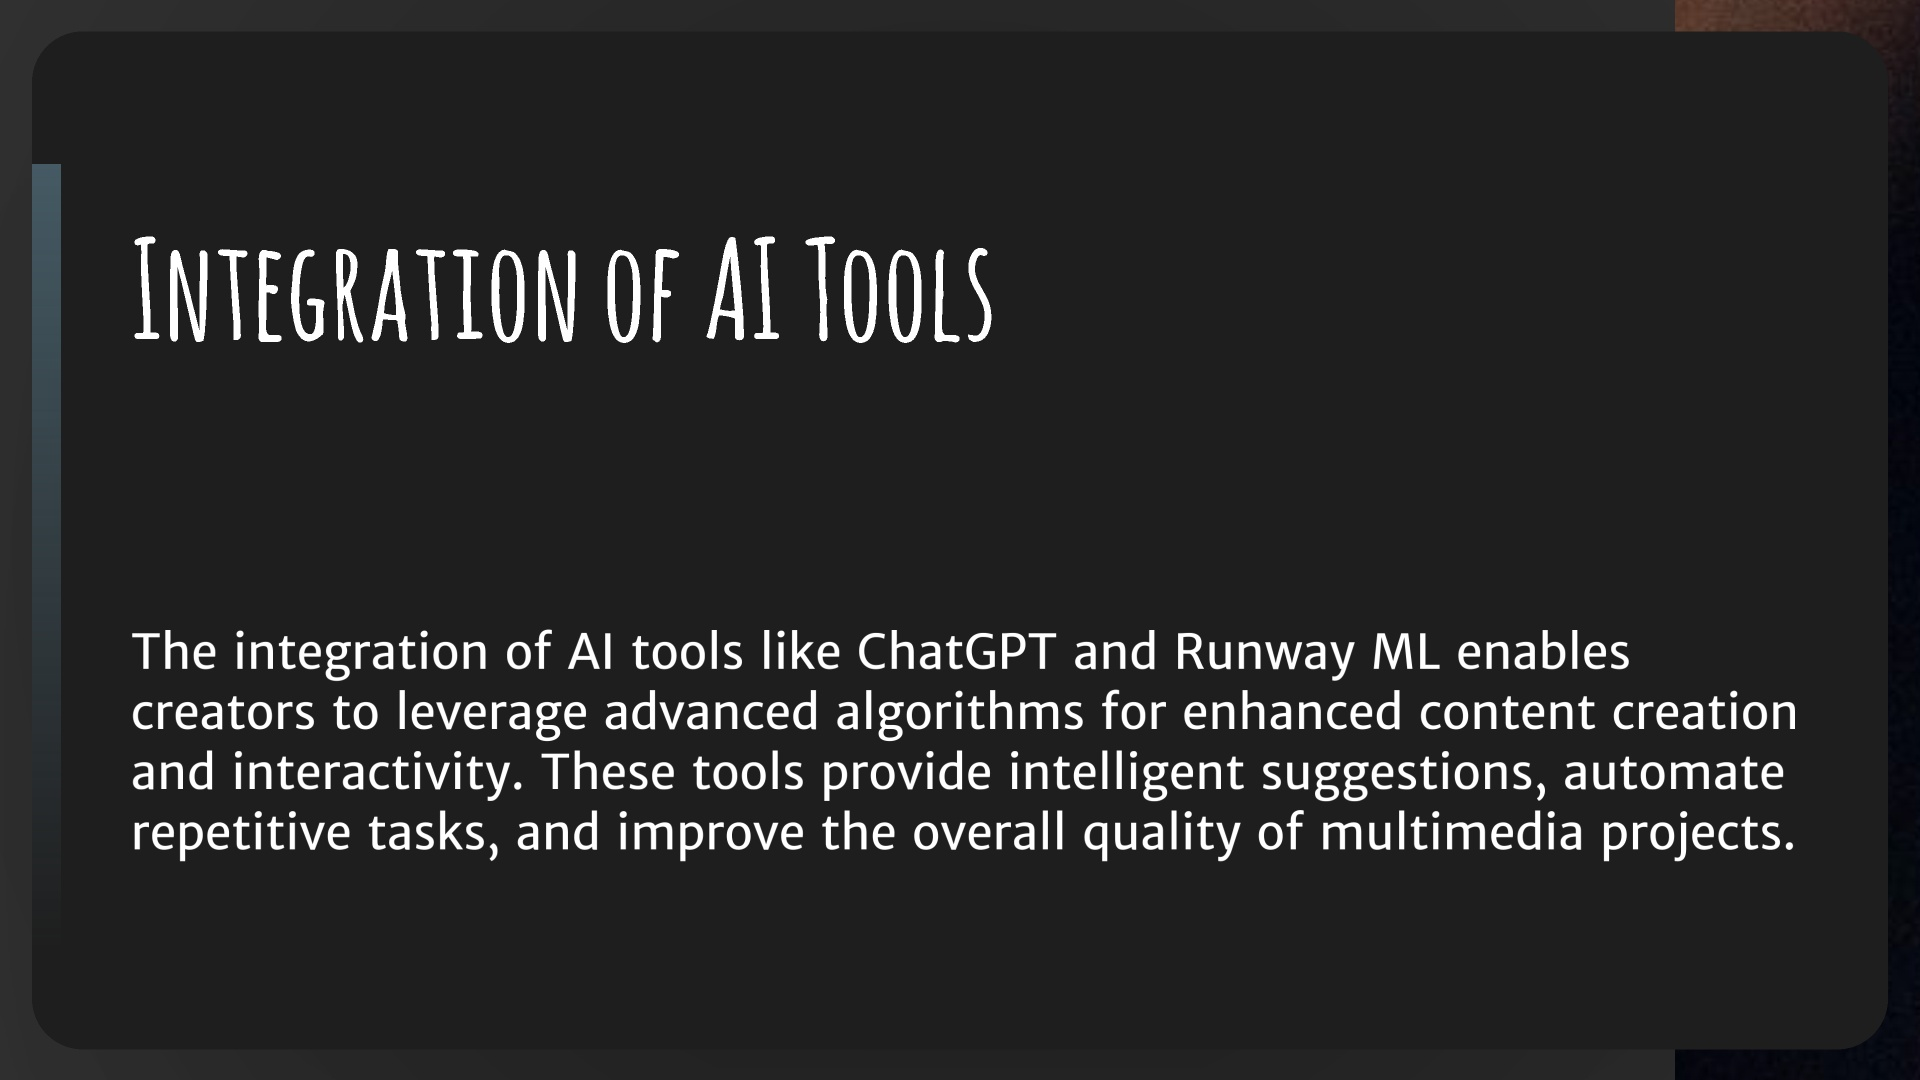 Integration of AI Tools
The integration of AI tools like ChatGPT and Runway ML enables
creators to leverage advanced algorithms for enhanced content creation
and interactivity. These tools provide intelligent suggestions, automate
repetitive tasks, and improve the overall quality of multimedia projects.